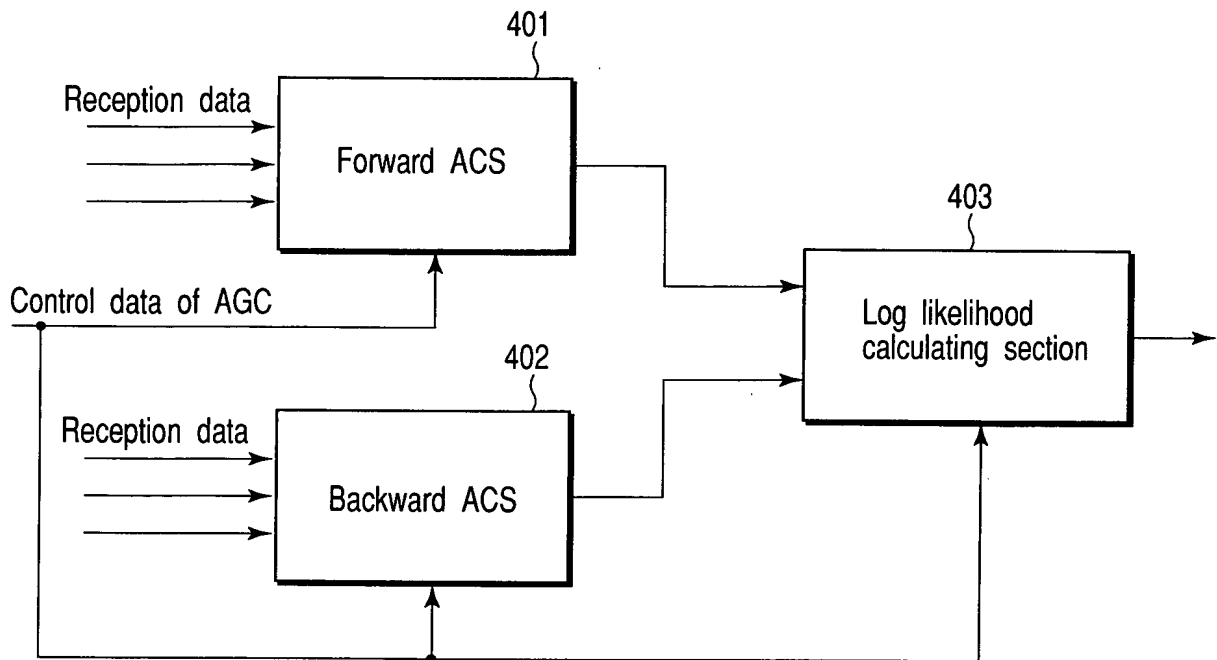 401
Reception data
Forward ACS
403
Control data of AGC
Log likelihood
calculating section
402
Reception data
Backward ACS